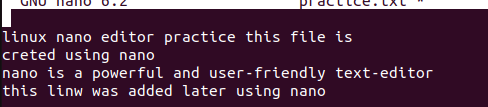 GNU nano 6.2 practice.txt *
linux nano editor practice this file is
creted using nano
nano is a powerful and user-friendly text-editor
this linw was added later using nano